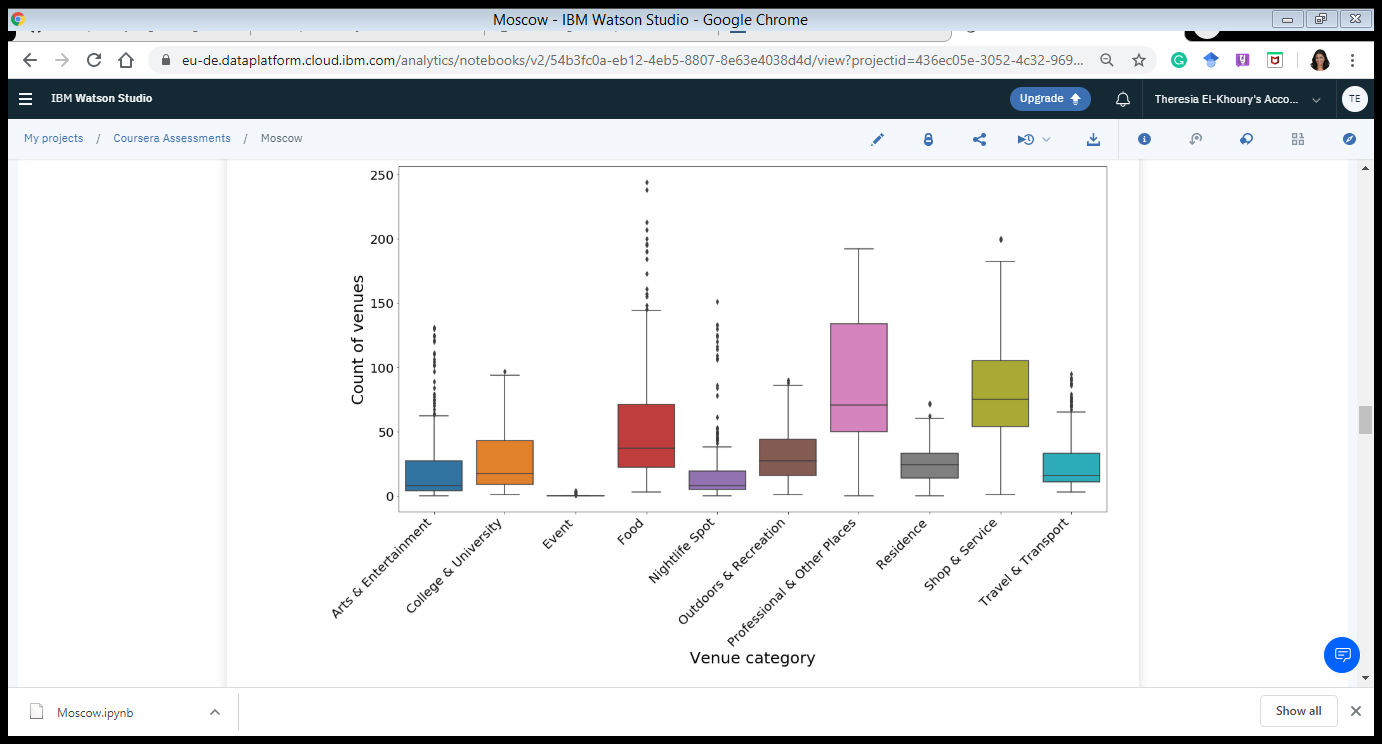 Moscow - IBM Watson Studio - Google Chrome
eu-de.dataplatform.cloud.ibm.com/analytics/notebooks/v2/54b3fc0a-eb12-4eb5-8807-8e63e4038d4d/view?projectid=436ec05e-3052-4c32-969...
IBM Watson Studio
Upgrade
Theresia El-Khoury's Acco...
TE
My projects / Coursera Assessments / Moscow
250
200
150
100
50
0
Count of venues
Arts & Entertainment
College & University
Event
Food
Nightlife Spot
Outdoors & Recreation
Professional & Other Places
Residence
Shop & Service
Travel & Transport
Venue category
Moscow.ipynb
Show all